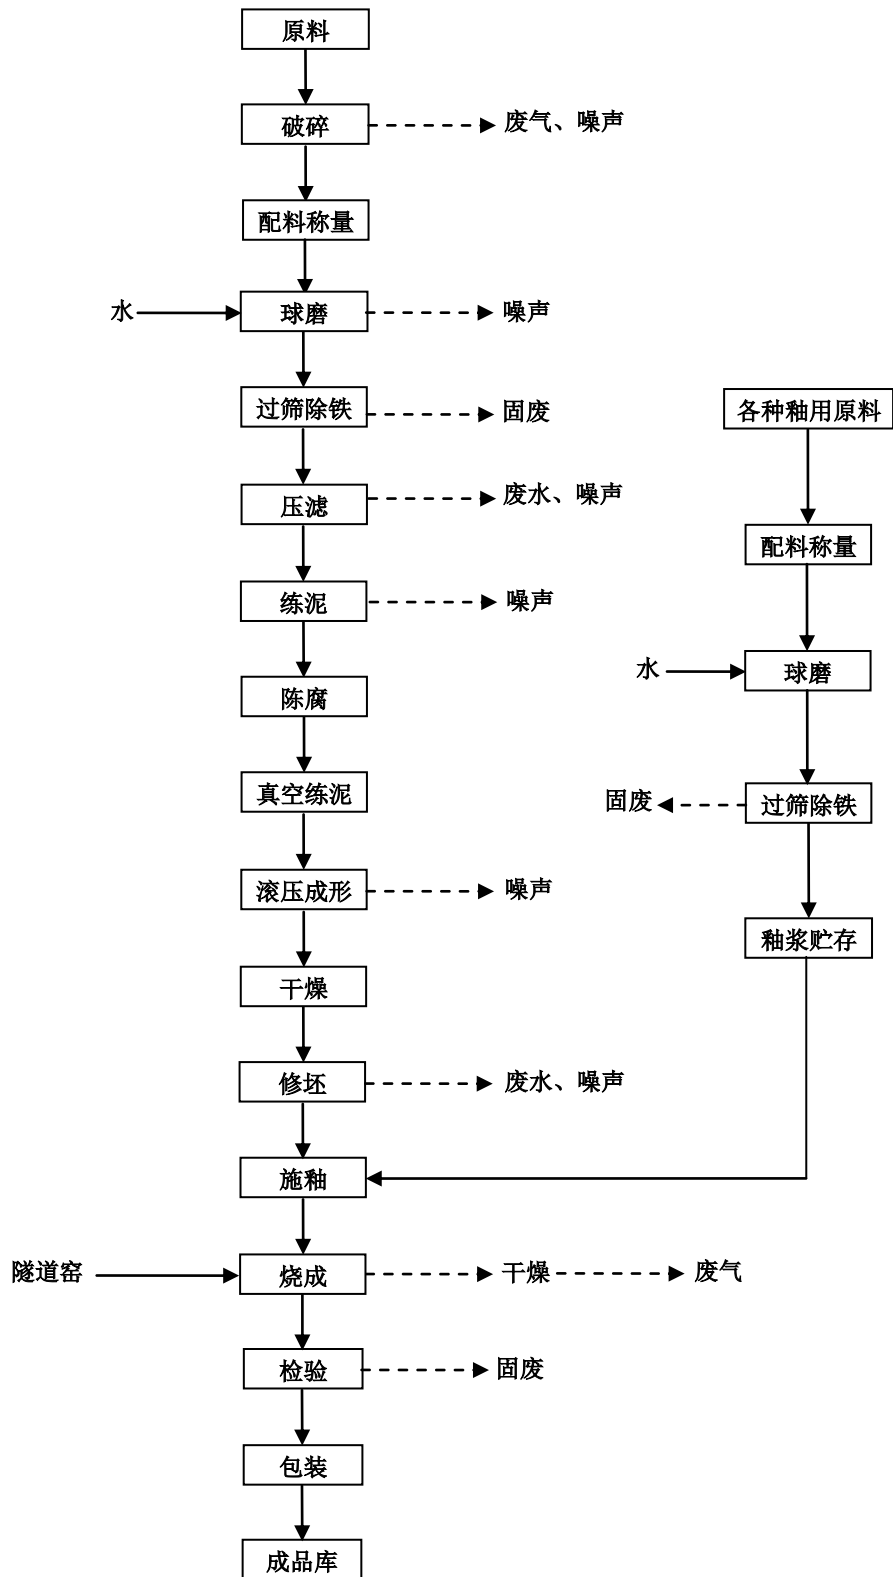 原料
破碎
废气、噪声
配料称量
水
球磨
噪声
过筛除铁
固废
各种釉用原料
压滤
废水、噪声
配料称量
练泥
噪声
水
球磨
陈腐
真空练泥
固废
过筛除铁
滚压成形
噪声
釉浆贮存
干燥
修坯
废水、噪声
施釉
隧道窑
烧成
干燥
废气
检验
固废
包装
成品库